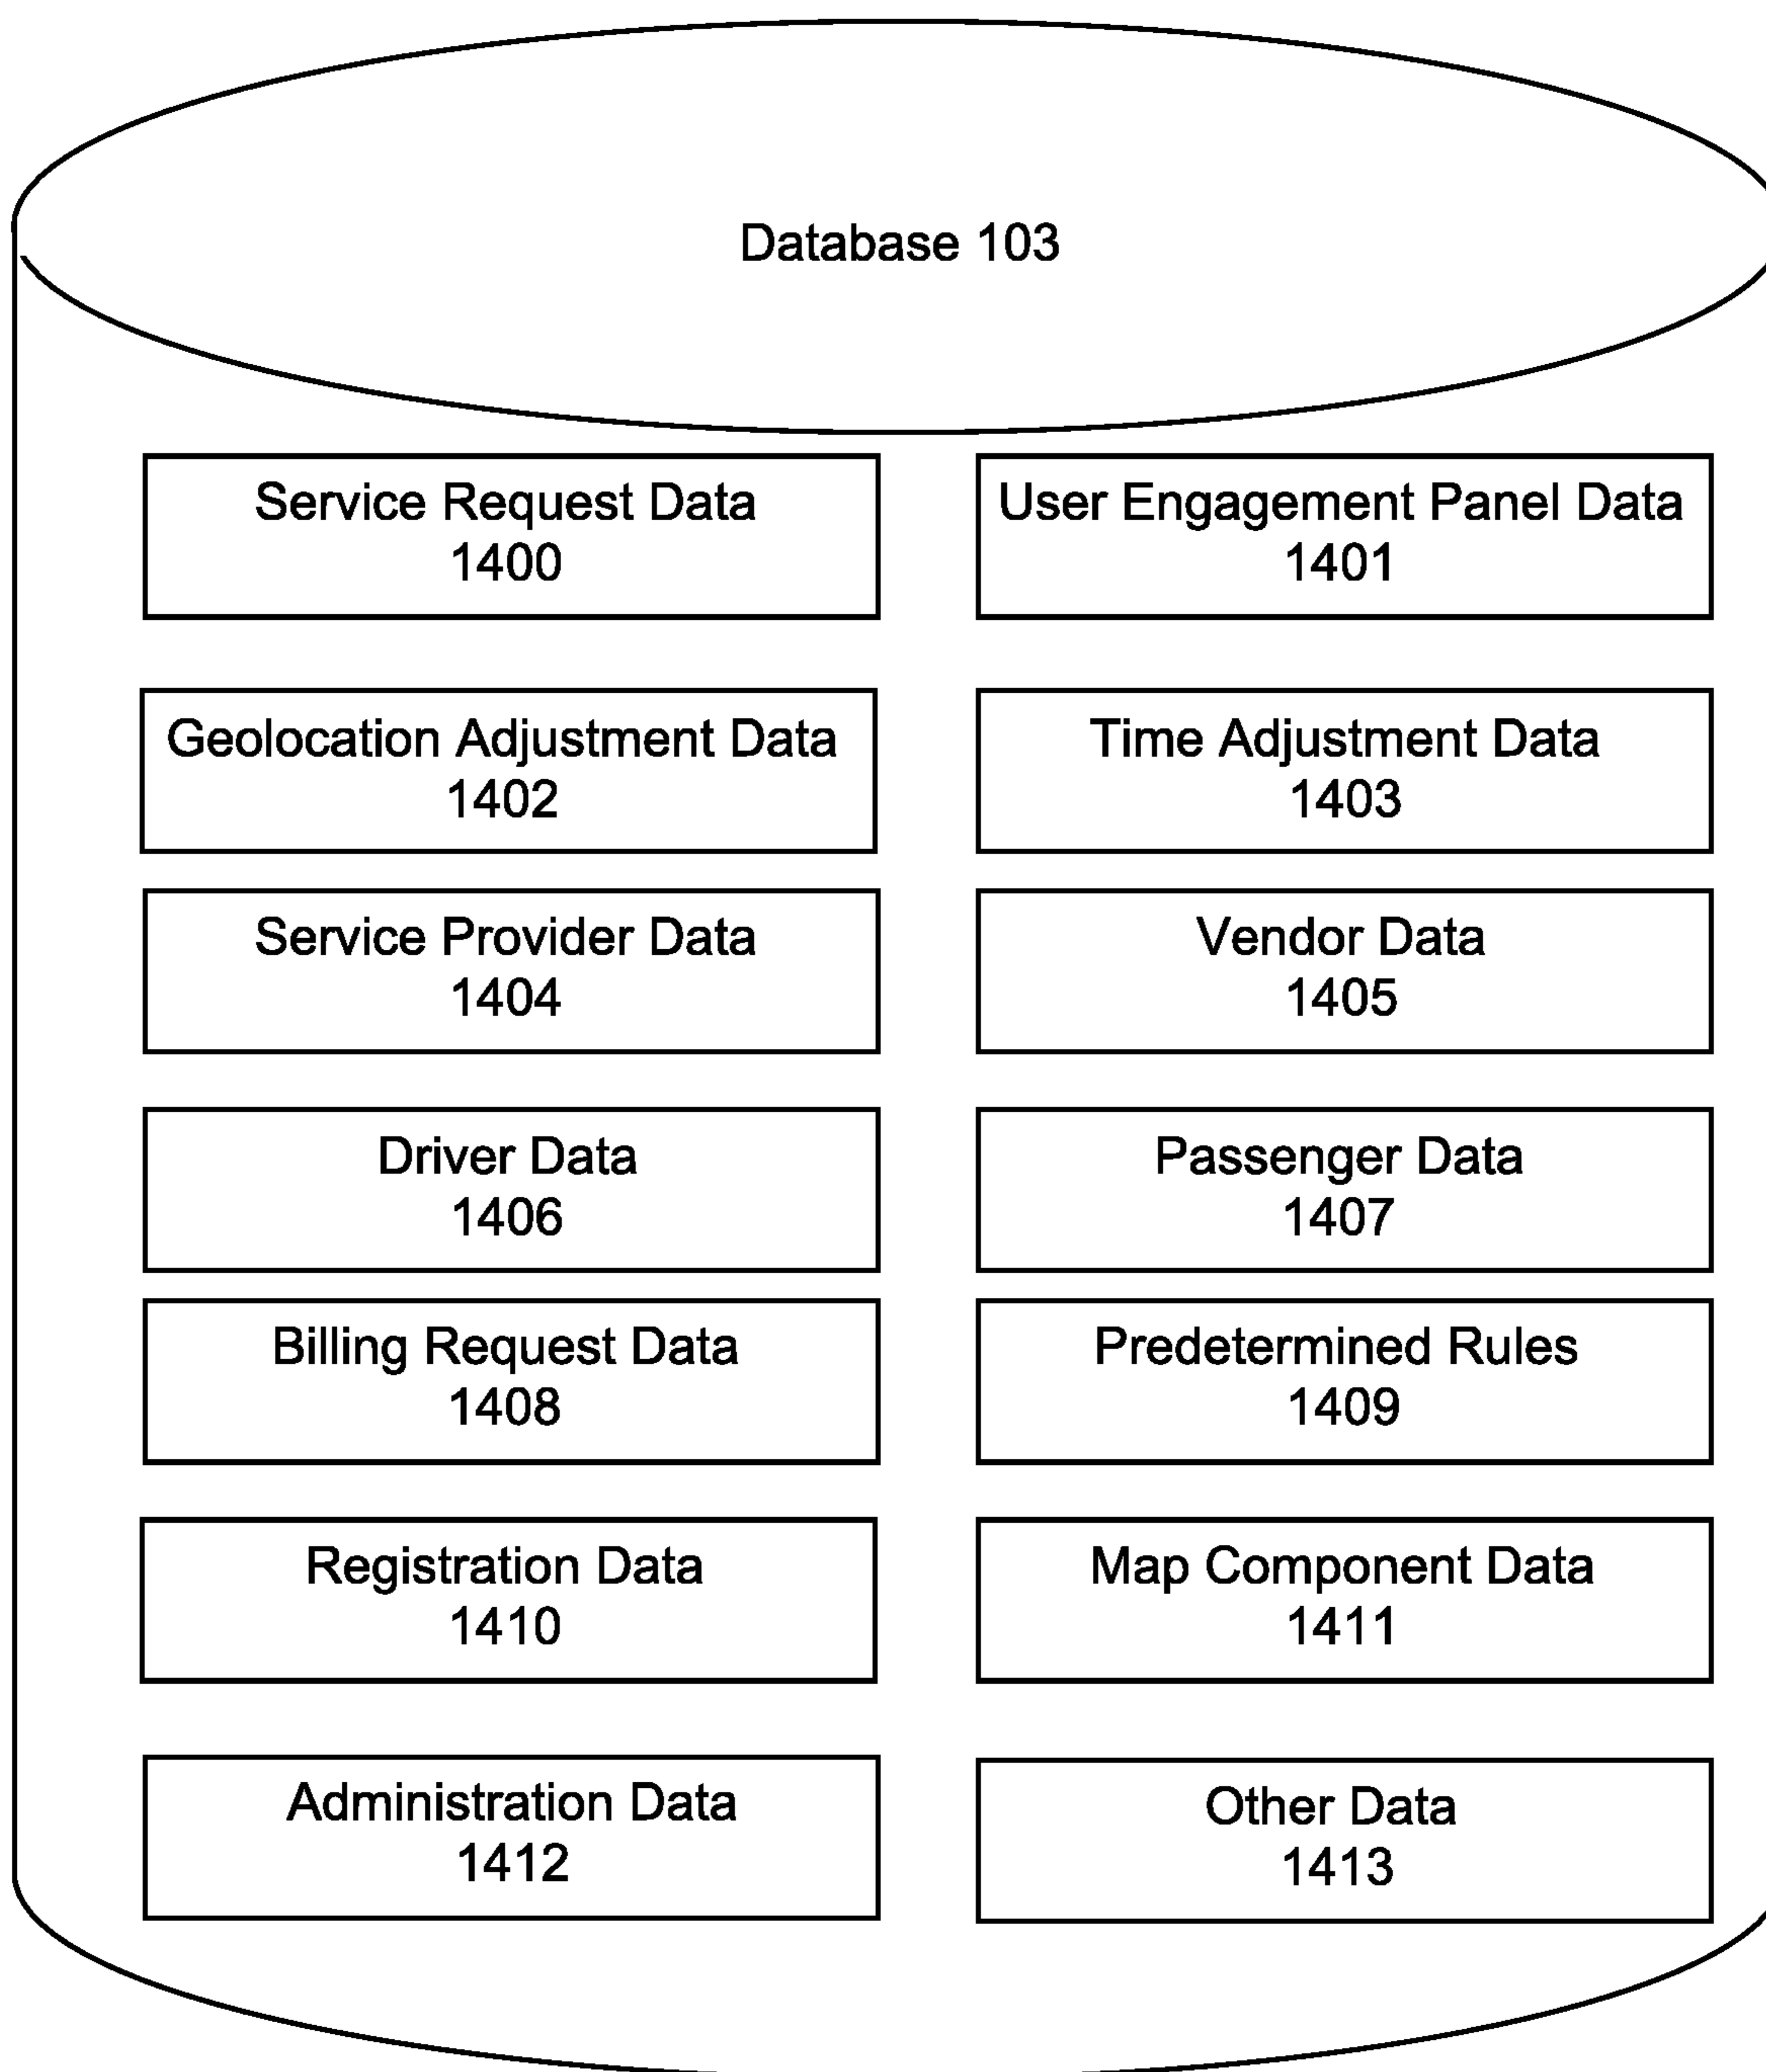 Database 103
Service Request Data
1400
User Engagement Panel Data
1401
Geolocation Adjustment Data
1402
Time Adjustment Data
1403
Service Provider Data
1404
Vendor Data
1405
Driver Data
1406
Passenger Data
1407
Billing Request Data
1408
Predetermined Rules
1409
Registration Data
1410
Map Component Data
1411
Administration Data
1412
Other Data
1413